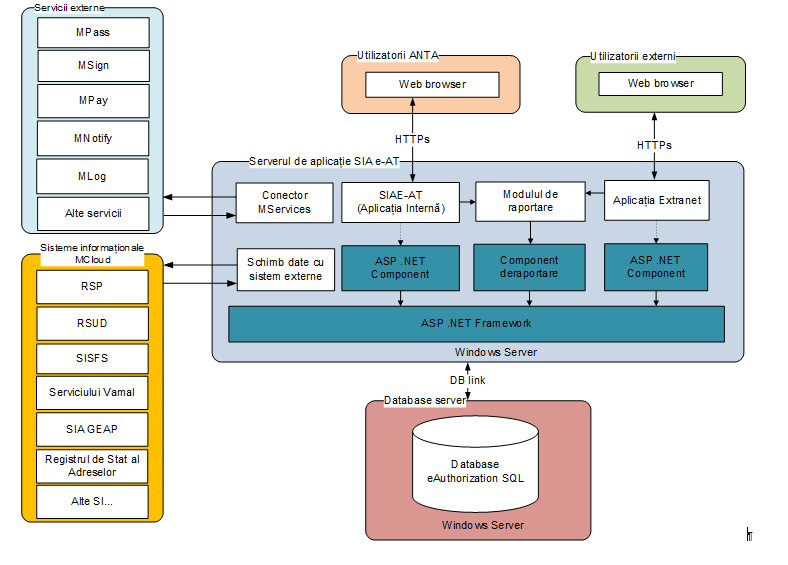 Servicii externe
MPass
MSign
MPay
MNotify
MLog
Alte servicii
Sisteme informaționale
MCloud
RSP
RSUD
SISFS
Serviciului Vamal
SIA GEAP
Registrul de Stat al
Adreselor
Alte SI...
Utilizatorii ANTA
Web browser
HTTPs
Utilizatorii externi
Web browser
HTTPs
Serverul de aplicație SIA e-AT
Conector
MServices
SIAE-AT
(Aplicația Internă)
Modulul de
raportare
Aplicația Extranet
Schimb date cu
sistem externe
ASP .NET
Component
Component
deraportare
ASP .NET
Component
ASP .NET Framework
Windows Server
DB link
Database server
Database
eAuthorization SQL
Windows Server
¶